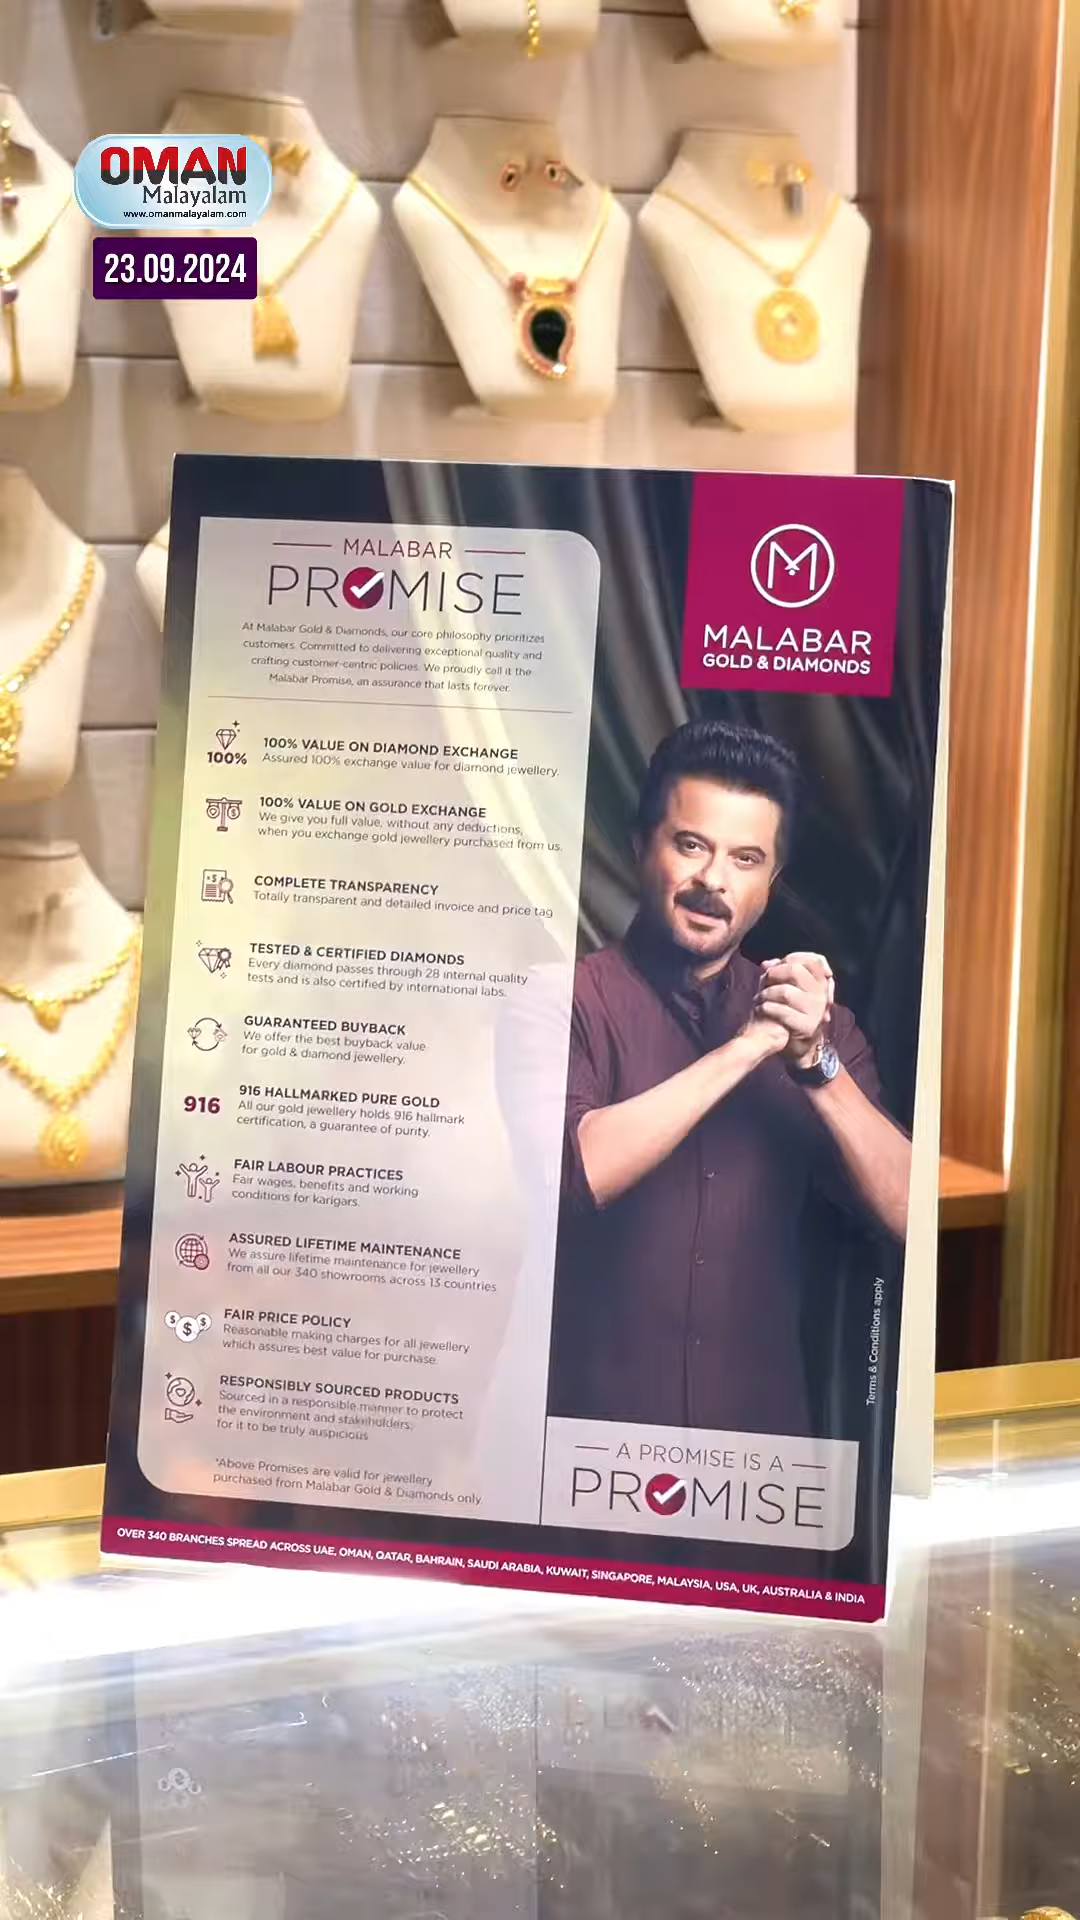 OMAN
Malayalam
www.omanmalayalam.com
23.09.2024
MALABAR
PROMISE
At Malabar Gold & Diamonds, our core philosophy prioritizes
customers. Committed to delivering exceptional quality and
crafting customer-centric policies. We proudly call it the
Malabar Promise, an assurance that lasts forever.
100%
100% VALUE ON DIAMOND EXCHANGE
Assured 100% exchange value for diamond jewellery.
100% VALUE ON GOLD EXCHANGE
We give you full value, without any deductions,
when you exchange gold jewellery purchased from us.
COMPLETE TRANSPARENCY
Totally transparent and detailed invoice and price tag
TESTED & CERTIFIED DIAMONDS
Every diamond passes through 28 internal quality
tests and is also certified by international labs.
GUARANTEED BUYBACK
We offer the best buyback value
for gold & diamond jewellery.
916
916 HALLMARKED PURE GOLD
All our gold jewellery holds 916 hallmark
certification, a guarantee of purity.
FAIR LABOUR PRACTICES
Fair wages, benefits and working
conditions for karigars.
ASSURED LIFETIME MAINTENANCE
We assure lifetime maintenance for jewellery
from all our 340 showrooms across 13 countries
FAIR PRICE POLICY
Reasonable making charges for all jewellery
which assures best value for purchase.
RESPONSIBLY SOURCED PRODUCTS
Sourced in a responsible manner to protect
the environment and stakeholders,
for it to be truly auspicious
*Above Promises are valid for jewellery
purchased from Malabar Gold & Diamonds only.
MALABAR
GOLD & DIAMONDS
Terms & Conditions apply
A PROMISE IS A
PROMISE
OVER 340 BRANCHES SPREAD ACROSS UAE, OMAN, QATAR, BAHRAIN, SAUDI ARABIA, KUWAIT, SINGAPORE, MALAYSIA, USA, UK, AUSTRALIA & INDIA